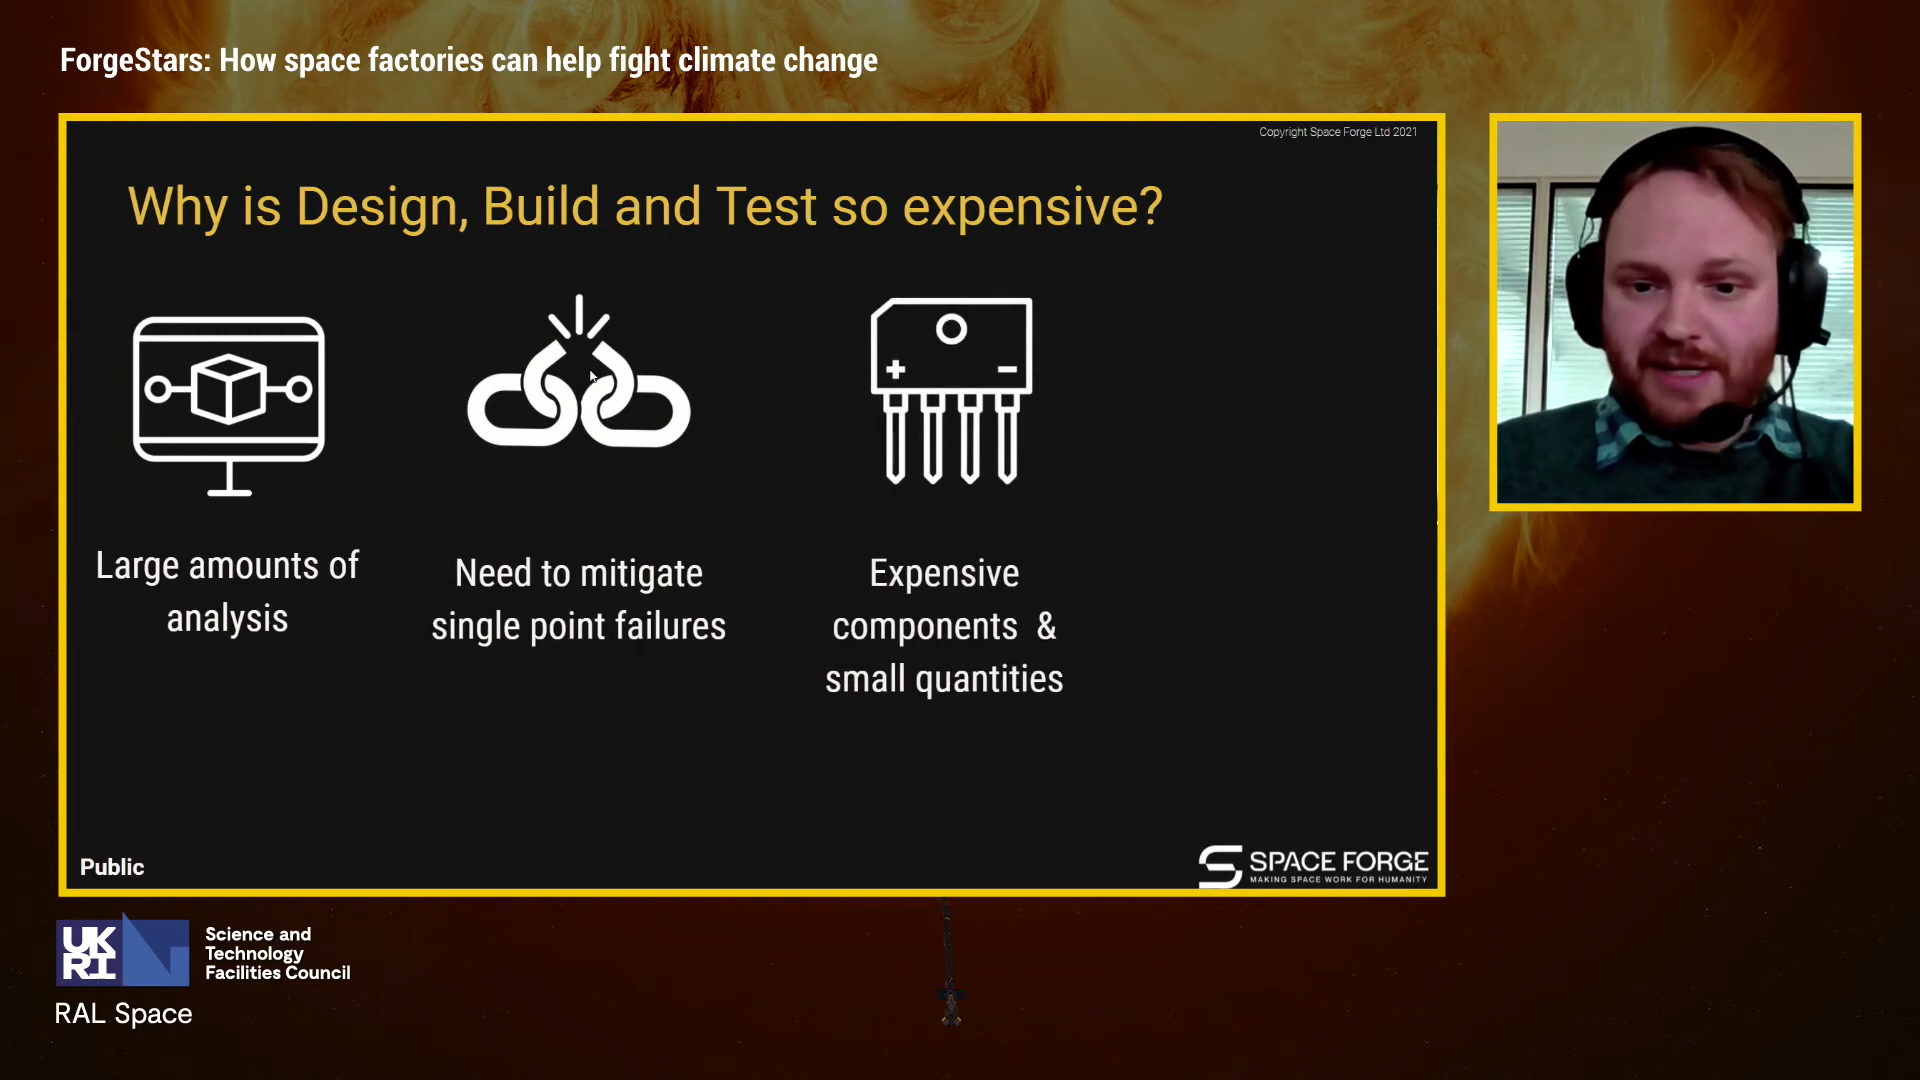 ForgeStars: How space factories can help fight climate change
Copyright Space Forge Ltd 2021
Why is Design, Build and Test so expensive?
Large amounts of
analysis
Need to mitigate
single point failures
+ −
Expensive
components &
small quantities
Public
SPACE FORGE
MAKING SPACE WORK FOR HUMANITY
UK
RI
Science and
Technology
Facilities Council
RAL Space